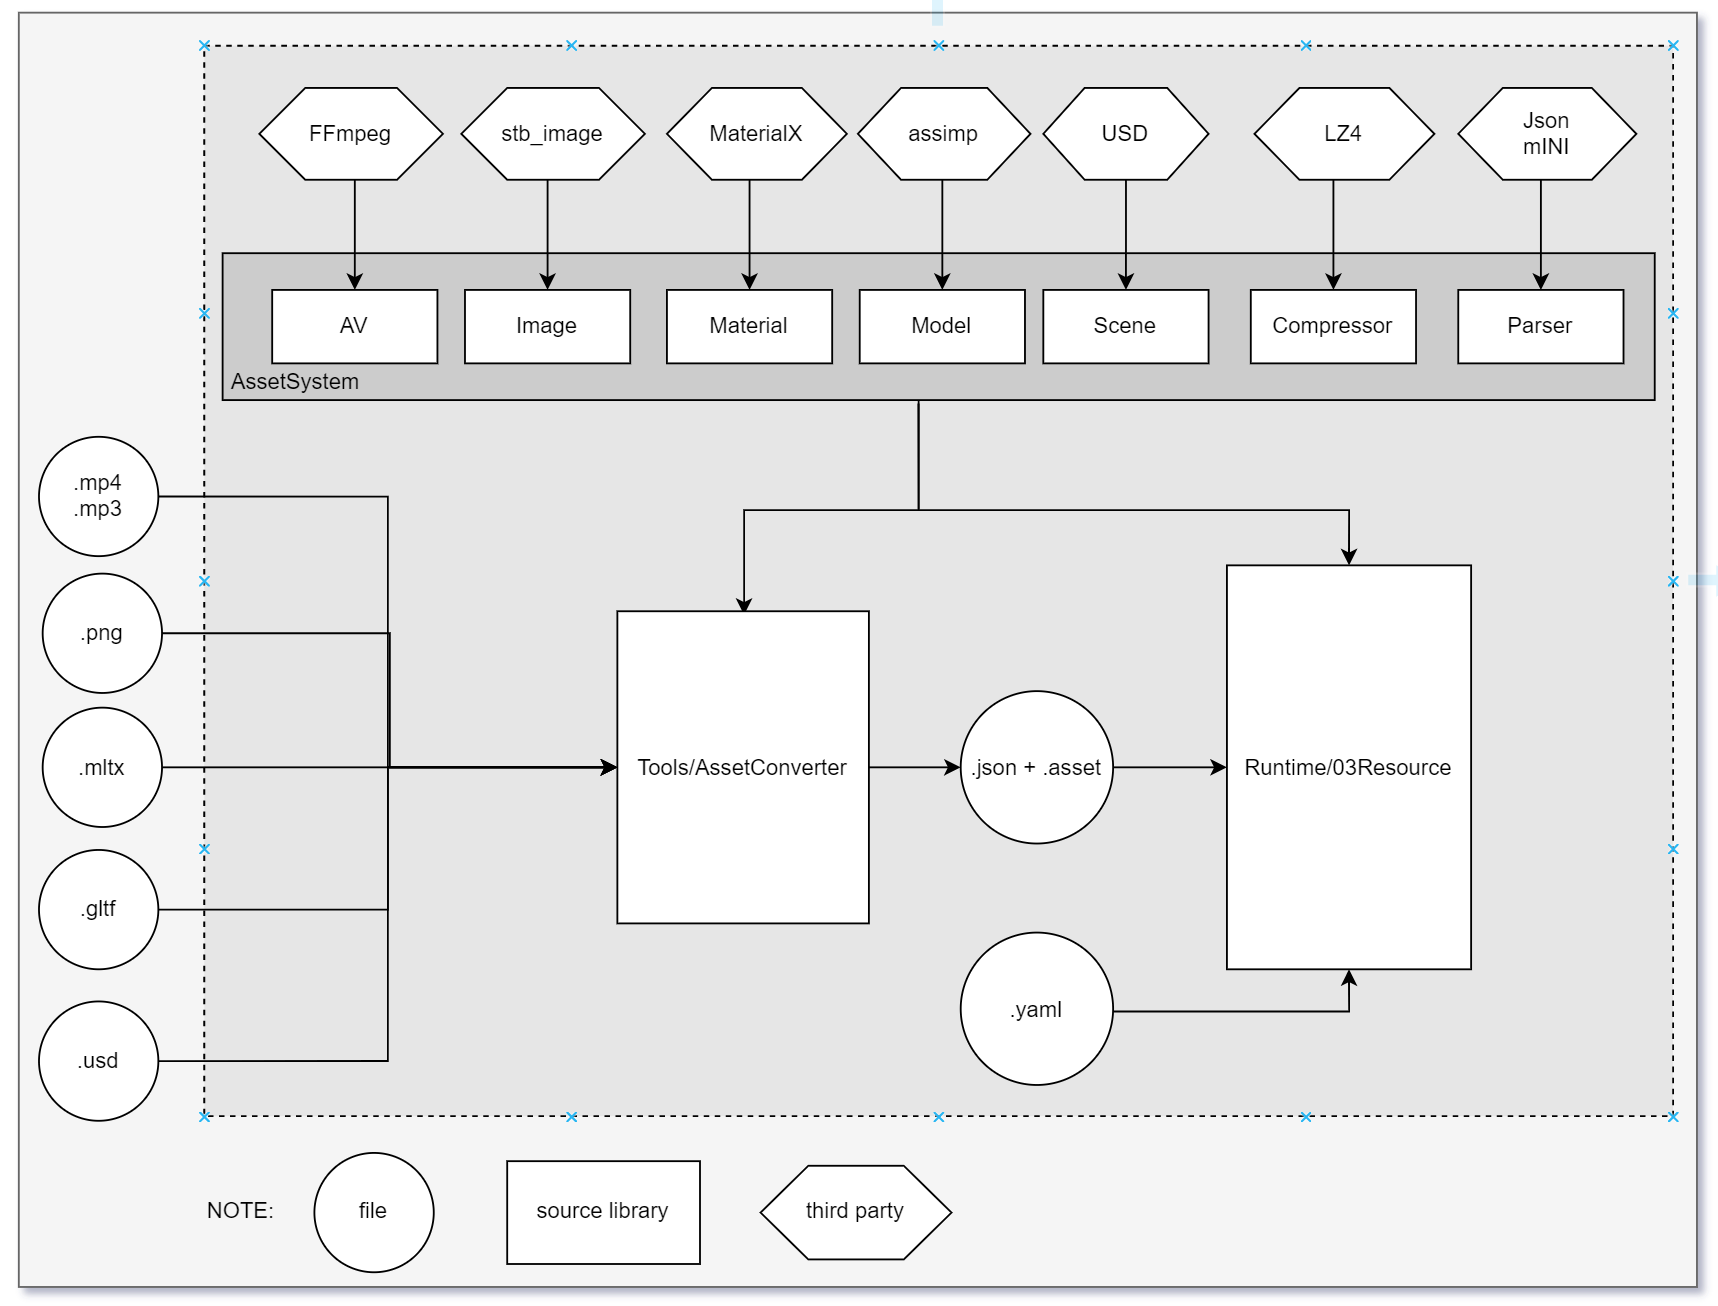 FFmpeg
stb_image
MaterialX
assimp
USD
LZ4
Json
mINI
AV
Image
Material
Model
Scene
Compressor
Parser
AssetSystem
.mp4
.mp3
.png
.mltx
.gltf
.usd
Tools/AssetConverter
.json + .asset
Runtime/03Resource
.yaml
NOTE:
file
source library
third party